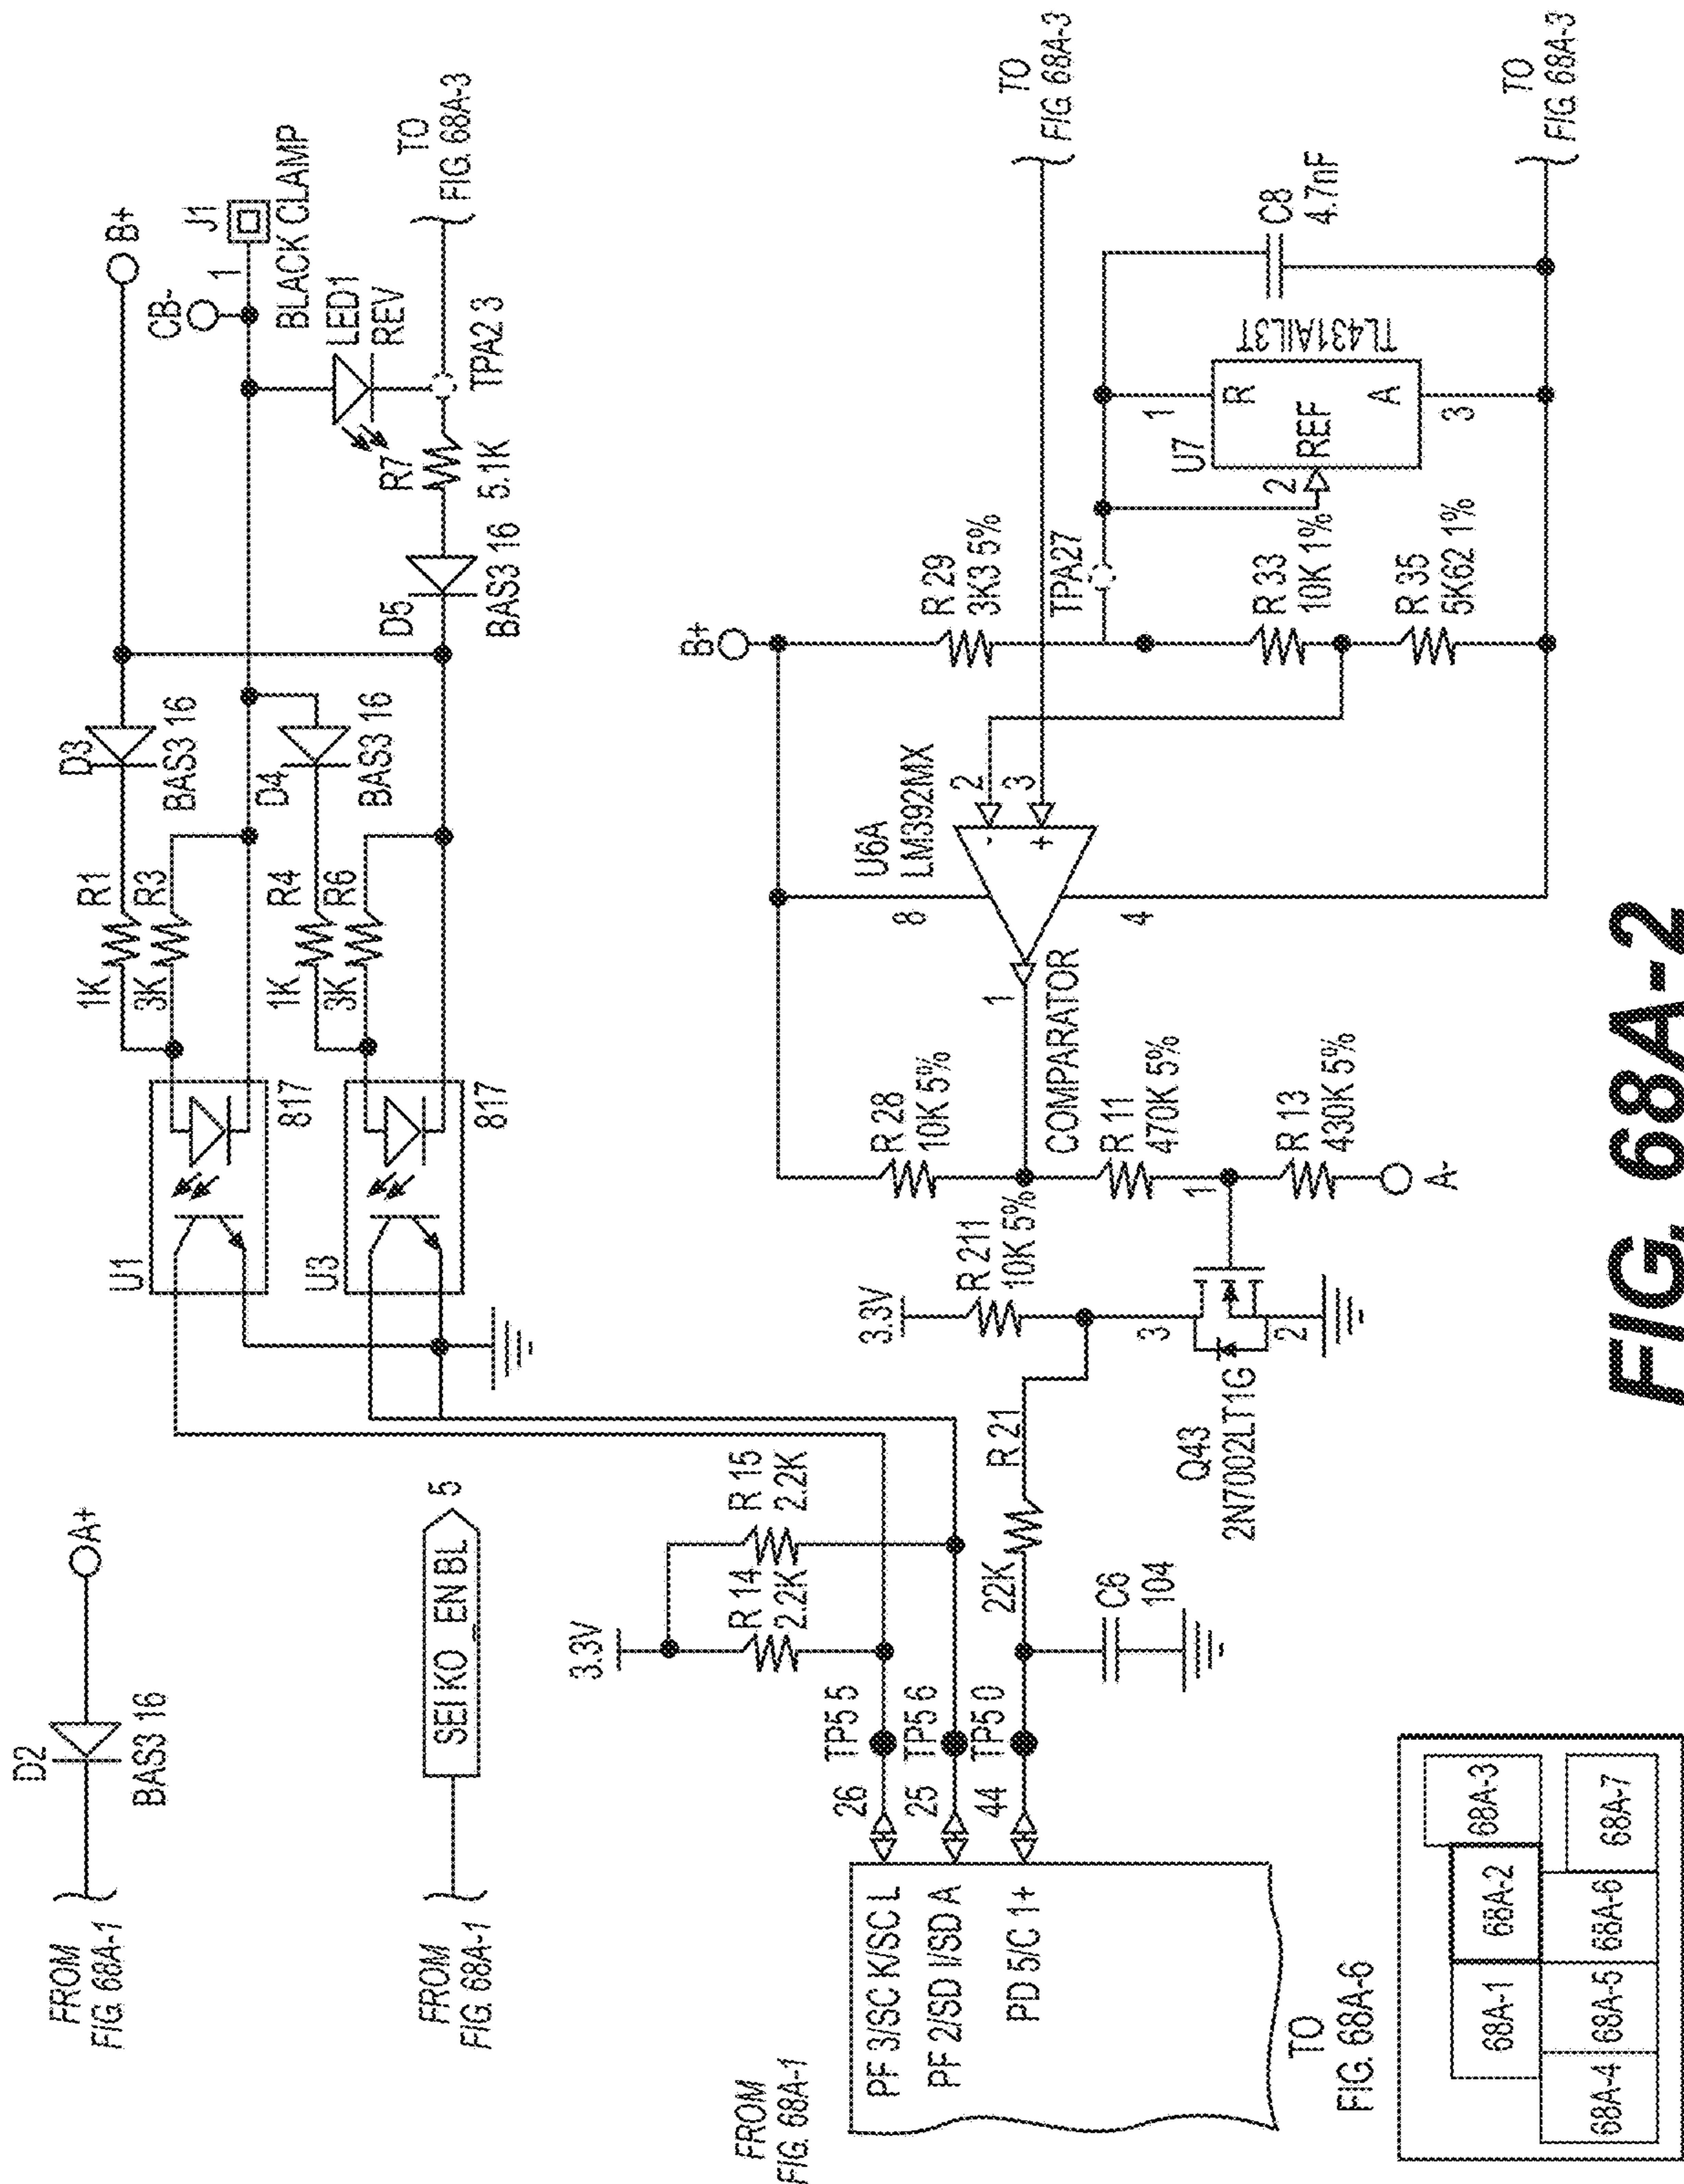 FROM
FIG. 68A-1
D2
BAS3 16
A+
FROM
FIG. 68A-1
SEI KO_EN BL
5
U1
817
1K
R1
3K
R3
D3
BAS3 16
B+
CB-
1
J1
BLACK CLAMP
U3
817
1K
R4
3K
R6
D4
BAS3 16
D5
BAS3 16
R7
5.1K
LED1
REV
TPA2 3
TO
FIG. 68A-3
FROM
FIG. 68A-1
PF 3/SC K/SC L
PF 2/SD I/SD A
PD 5/C 1+
26
TP5 5
25
TP5 6
44
TP5 0
3.3V
R 14
2.2K
R 15
2.2K
22K
R 21
C6
104
3.3V
R 211
10K 5%
Q43
2N7002LT1G
3
2
1
R 28
10K 5%
COMPARATOR
R 11
470K 5%
R 13
430K 5%
A-
1
8
4
U6A
LM392MX
2
3
-
+
B+
R 29
3K3 5%
TPA27
R 33
10K 1%
R 35
5K62 1%
U7
1
R
2
REF
A
3
TL431AIL3T
C8
4.7nF
TO
FIG. 68A-3
TO
FIG. 68A-3
TO
FIG. 68A-6
68A-1
68A-2
68A-3
68A-4
68A-5
68A-6
68A-7
FIG. 68A-2